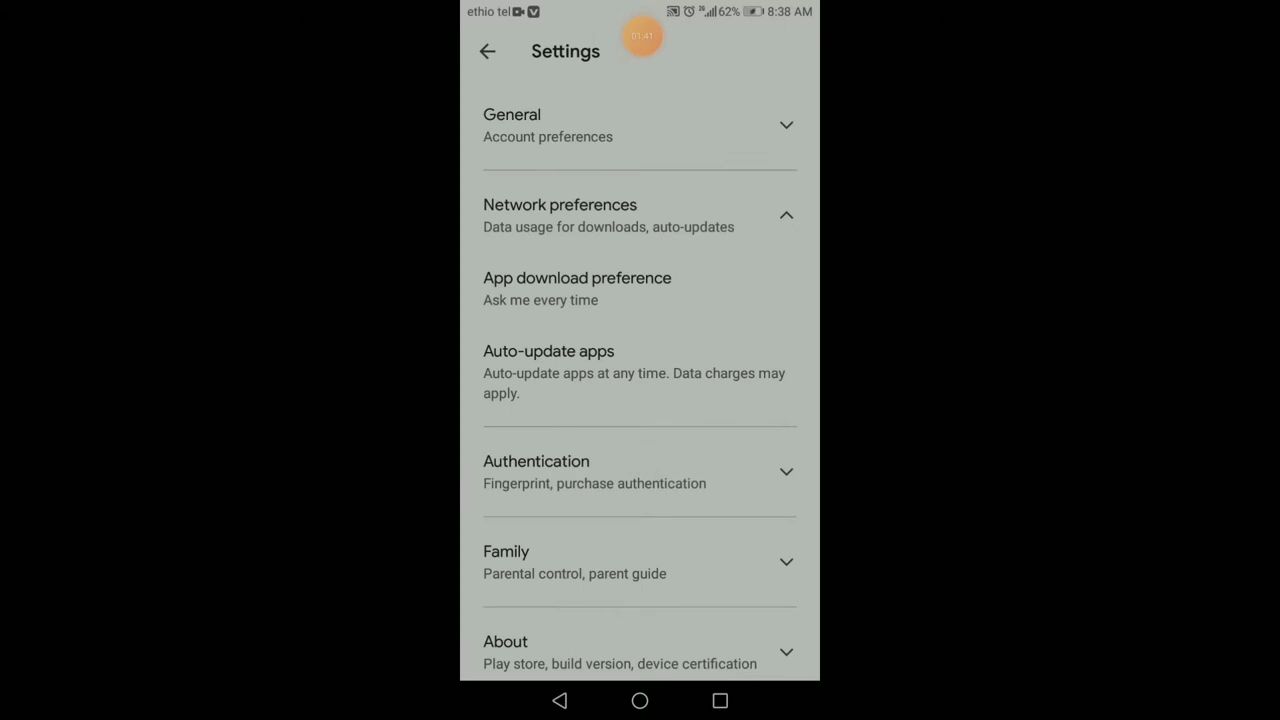 ethio tel 62% 8:38 AM
01:41
Settings
General
Account preferences
Network preferences
Data usage for downloads, auto-updates
App download preference
Ask me every time
Auto-update apps
Auto-update apps at any time. Data charges may
apply.
Authentication
Fingerprint, purchase authentication
Family
Parental control, parent guide
About
Play store, build version, device certification